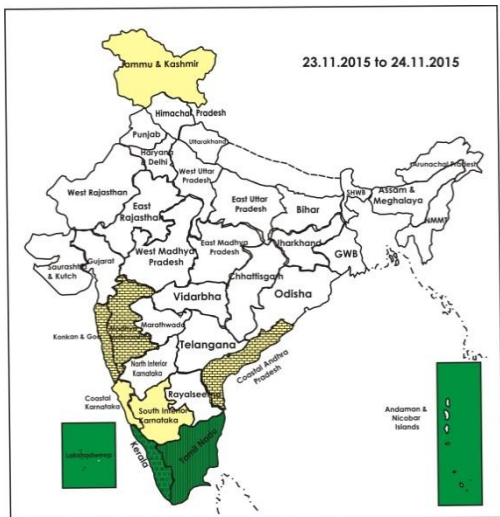 Jammu & Kashmir
23.11.2015 to 24.11.2015
Himachal Pradesh
Punjab
Uttarakhand
Haryana
& Delhi
West Uttar
Pradesh
Arunachal Pradesh
West Rajasthan
East
Rajasthan
East Uttar
Pradesh
Bihar
SHWB
Assam &
Meghalaya
NMMT
Saurashtra
& Kutch
Gujarat
West Madhya
Pradesh
East Madhya
Pradesh
Jharkhand
GWB
Chhattisgarh
Odisha
Vidarbha
Konkan & Goa
Marathwada
Telangana
Coastal Andhra
Pradesh
North Interior
Karnataka
Rayalseema
Coastal
Karnataka
South Interior
Karnataka
Andaman &
Nicobar
Islands
Lakshadweep
Kerala
Tamil Nadu